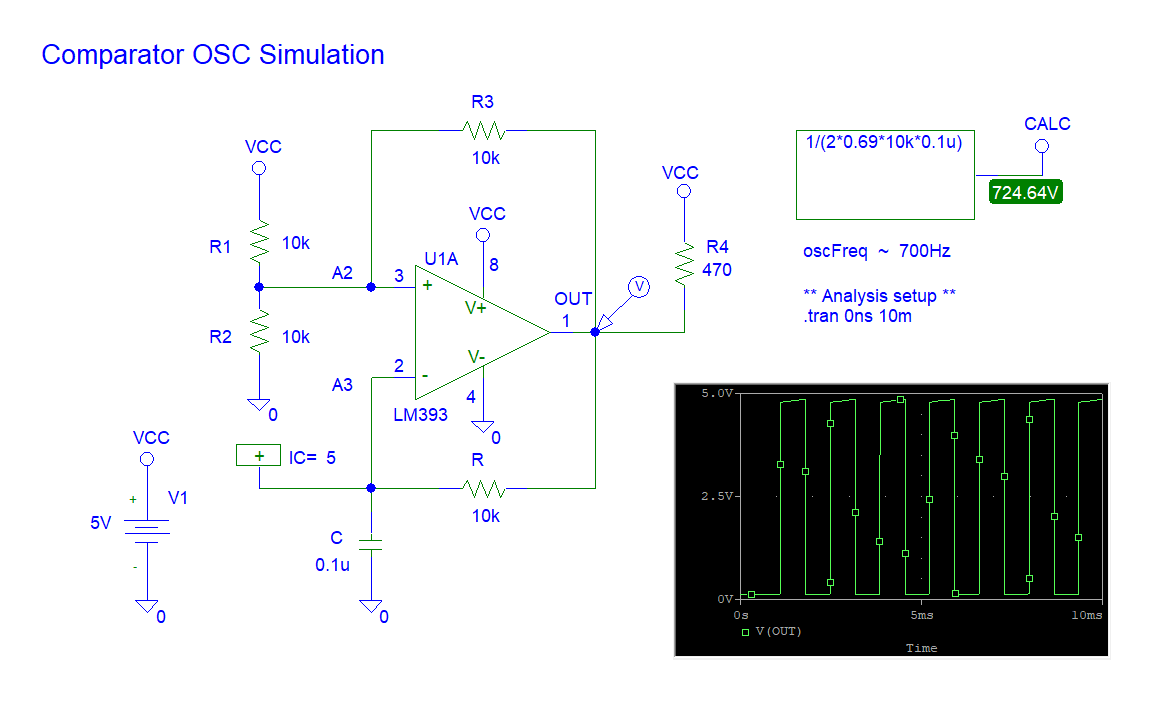 Comparator OSC Simulation
R3
10k
VCC
VCC
VCC
R1
10k
A2
3
+
U1A
8
V+
OUT
1
V
R4
470
R2
10k
0
A3
2
-
V-
4
LM393
0
+
IC= 5
R
10k
VCC
+
V1
5V
-
0
C
0.1u
0
1/(2*0.69*10k*0.1u)
CALC
724.64V
oscFreq ~ 700Hz
** Analysis setup **
.tran 0ns 10m
5.0V
2.5V
0V
0s
5ms
10ms
V(OUT)
Time